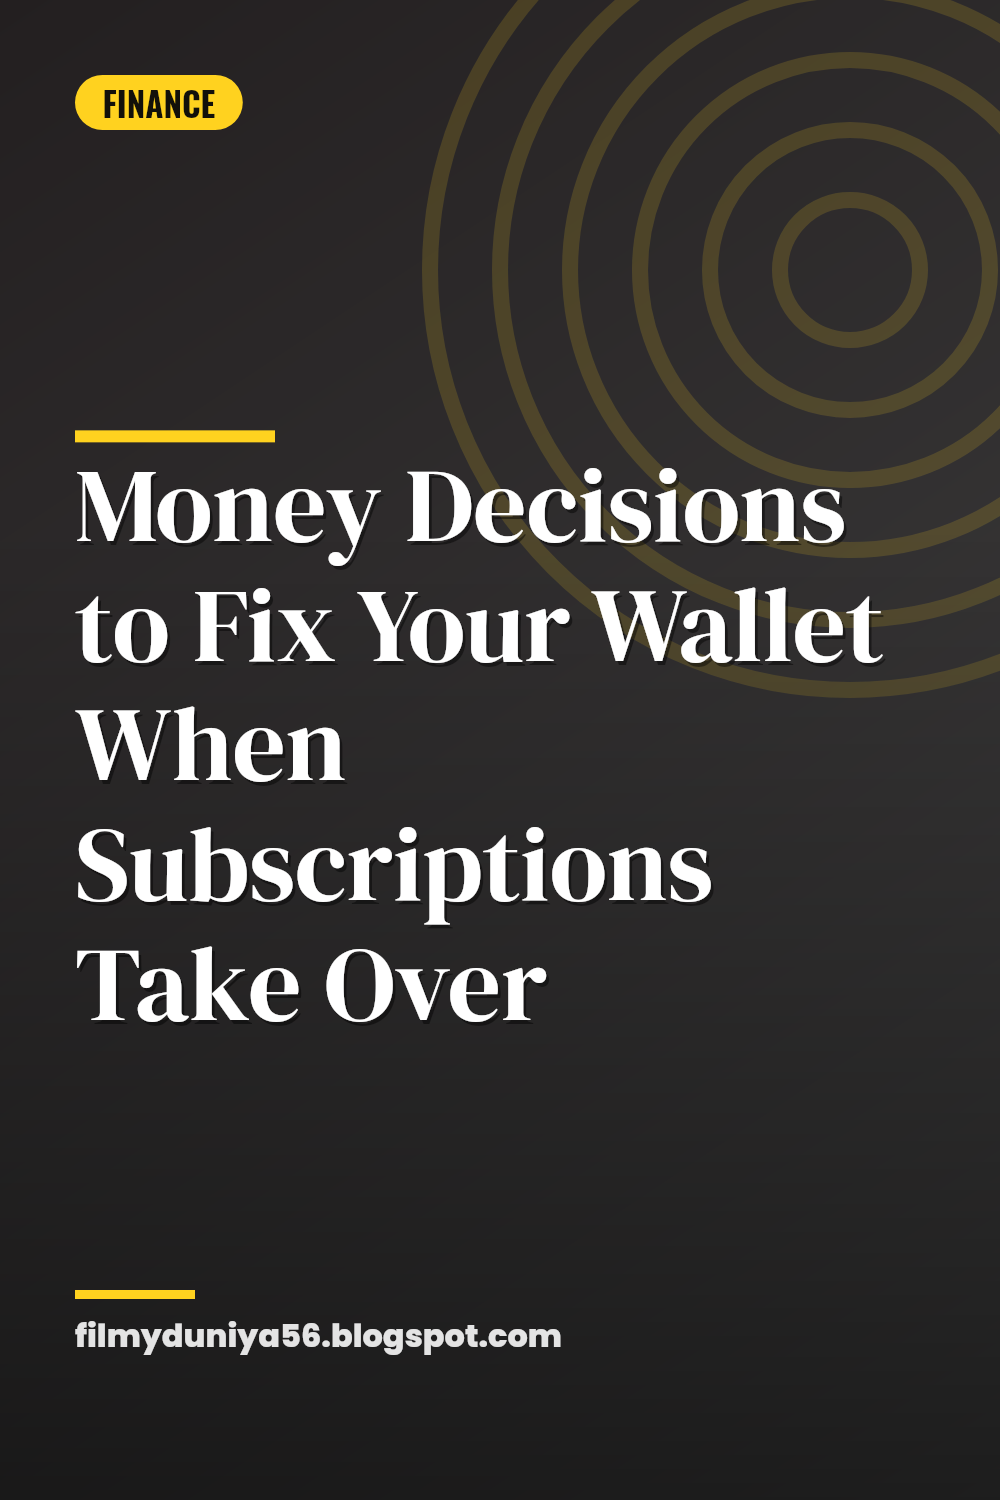 FINANCE
Money Decisions
to Fix Your Wallet
When
Subscriptions
Take Over
filmyduniya56.blogspot.com